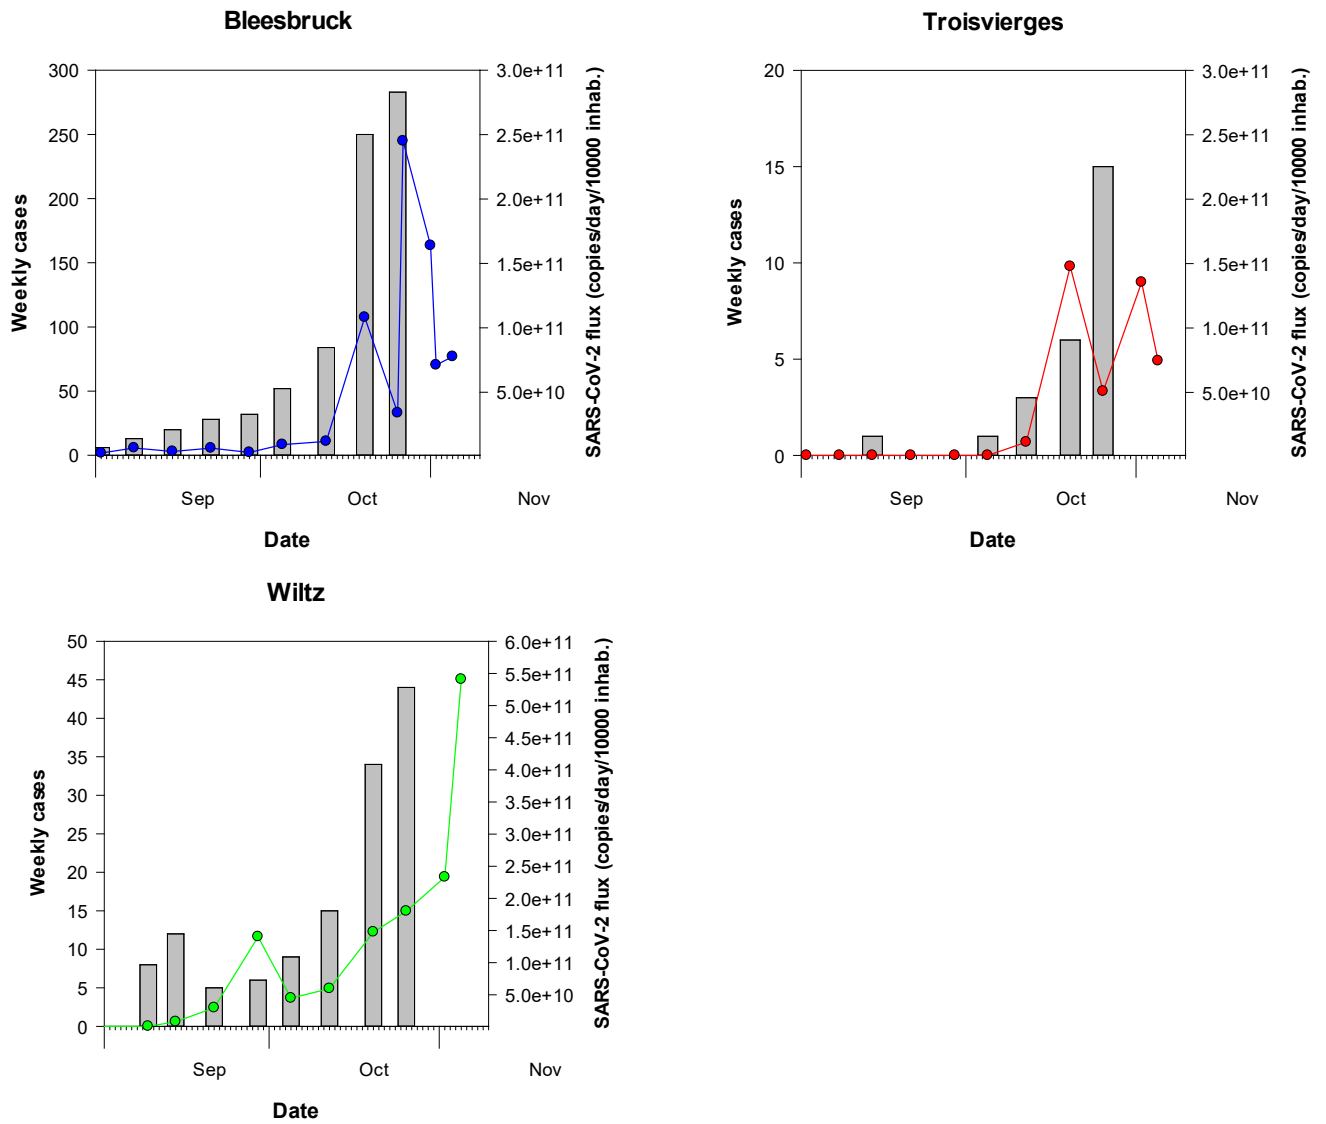 Bleesbruck
300
250
200
150
100
50
0
Weekly cases
3.0e+11
2.5e+11
2.0e+11
1.5e+11
1.0e+11
5.0e+10
SARS-CoV-2 flux (copies/day/10000 inhab.)
Sep Oct Nov
Date
Troisvierges
20
15
10
5
0
Weekly cases
3.0e+11
2.5e+11
2.0e+11
1.5e+11
1.0e+11
5.0e+10
SARS-CoV-2 flux (copies/day/10000 inhab.)
Sep Oct Nov
Date
Wiltz
50
45
40
35
30
25
20
15
10
5
0
Weekly cases
6.0e+11
5.5e+11
5.0e+11
4.5e+11
4.0e+11
3.5e+11
3.0e+11
2.5e+11
2.0e+11
1.5e+11
1.0e+11
5.0e+10
SARS-CoV-2 flux (copies/day/10000 inhab.)
Sep Oct Nov
Date